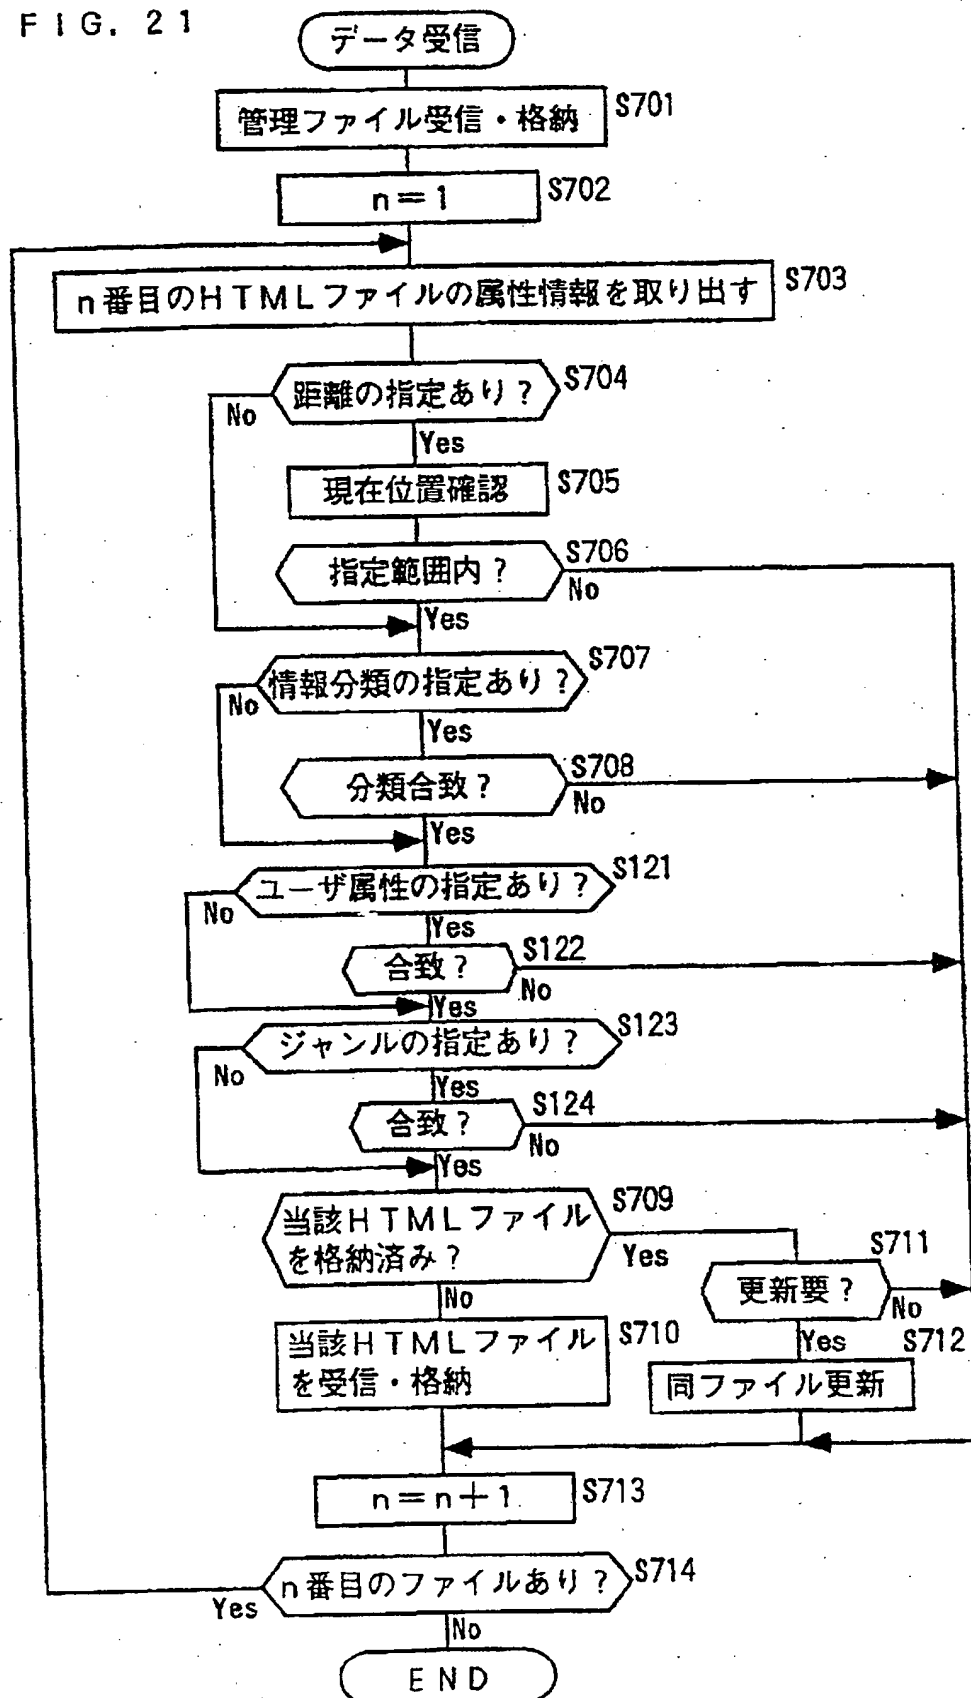 FIG. 21
データ受信
管理ファイル受信・格納 S701
n=1 S702
n番目のHTMLファイルの属性情報を取り出す S703
距離の指定あり? S704
No
Yes
現在位置確認 S705
指定範囲内? S706
No
Yes
情報分類の指定あり? S707
No
Yes
分類合致? S708
No
Yes
ユーザ属性の指定あり? S121
No
Yes
合致? S122
No
Yes
ジャンルの指定あり? S123
No
Yes
合致? S124
No
Yes
当該HTMLファイル
を格納済み? S709
Yes
No
更新要? S711
No
Yes
当該HTMLファイル
を受信・格納 S710
同ファイル更新 S712
n=n+1 S713
n番目のファイルあり? S714
Yes
No
END